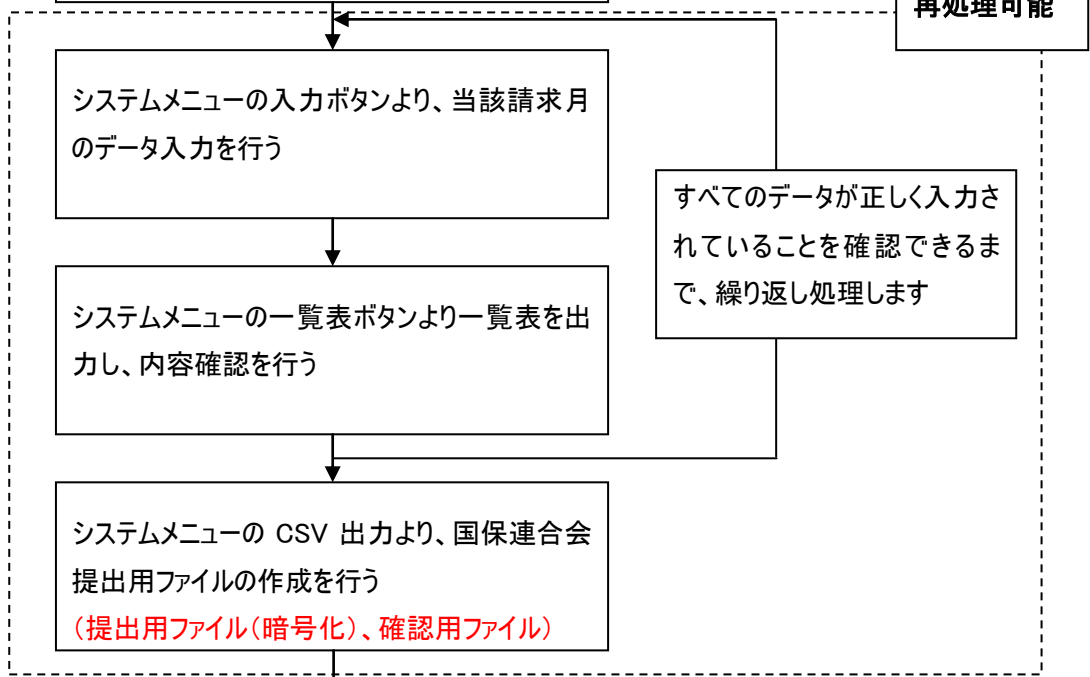 再処理可能
システムメニューの入力ボタンより、当該請求月
のデータ入力を行う
すべてのデータが正しく入力さ
れていることを確認できるま
で、繰り返し処理します
システムメニューの一覧表ボタンより一覧表を出
力し、内容確認を行う
システムメニューの CSV 出力より、国保連合会
提出用ファイルの作成を行う
(提出用ファイル(暗号化)、確認用ファイル)